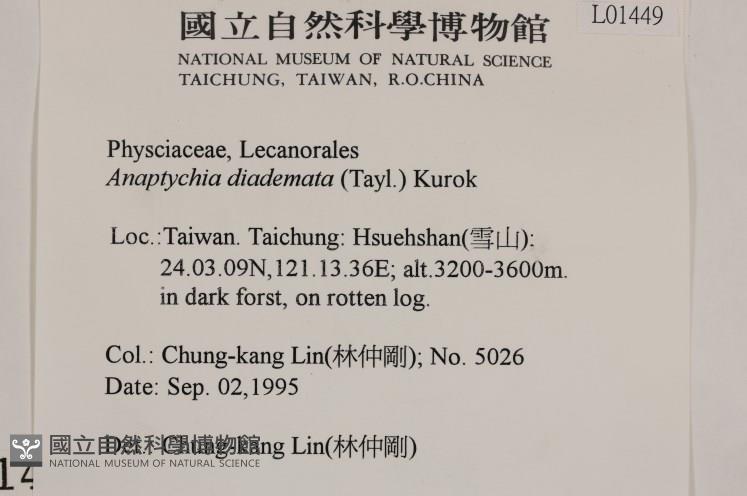 國立自然科學博物館
L01449
NATIONAL MUSEUM OF NATURAL SCIENCE
TAICHUNG, TAIWAN, R.O.CHINA
Physciaceae, Lecanorales
Anaptychia diademata (Tayl.) Kurok
Loc.:Taiwan. Taichung: Hsuehshan(雪山):
24.03.09N,121.13.36E; alt.3200-3600m.
in dark forst, on rotten log.
Col.: Chung-kang Lin(林仲剛); No. 5026
Date: Sep. 02,1995
Det.: Chung-kang Lin(林仲剛)
國立自然科學博物館
NATIONAL MUSEUM OF NATURAL SCIENCE
14